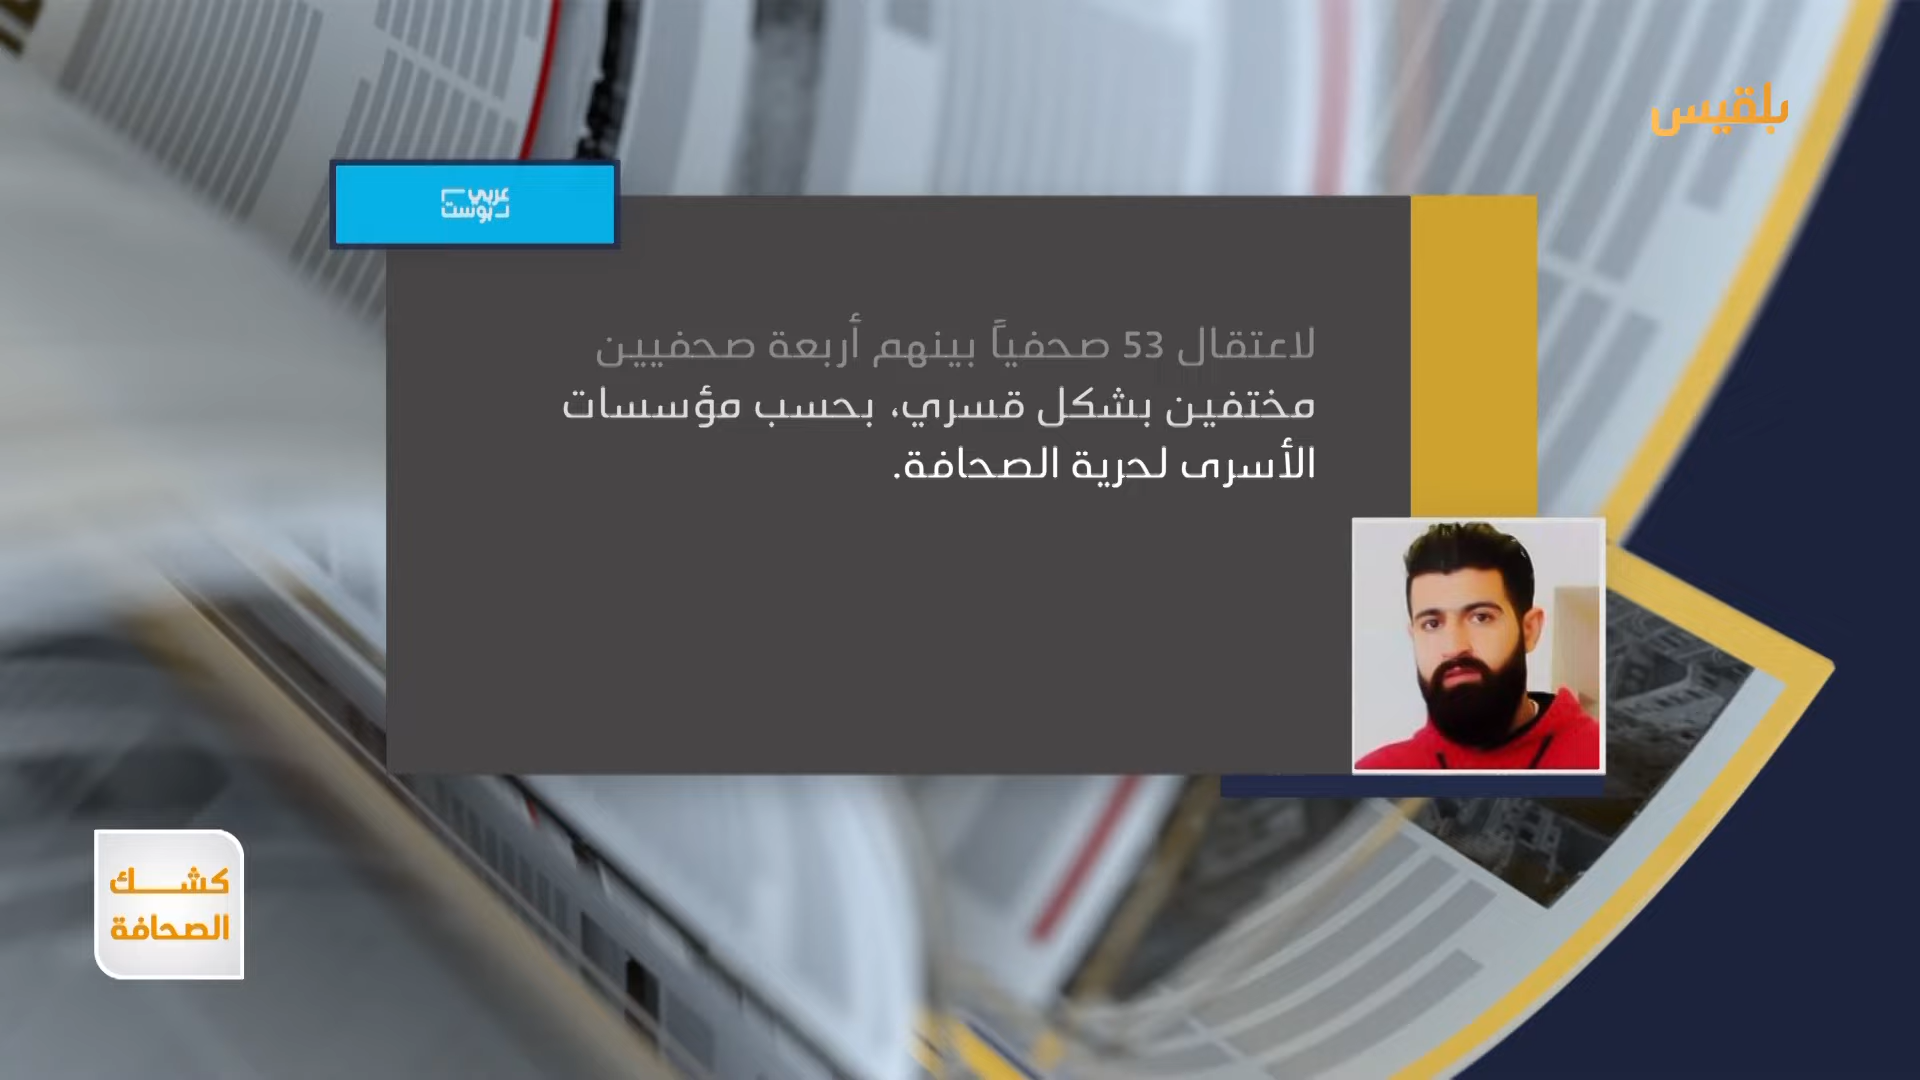 بلقيس
عربي
بوست
لاعتقال 53 صحفياً بينهم أربعة صحفيين
مختفين بشكل قسري، بحسب مؤسسات
الأسرى لحرية الصحافة.
كشك
الصحافة